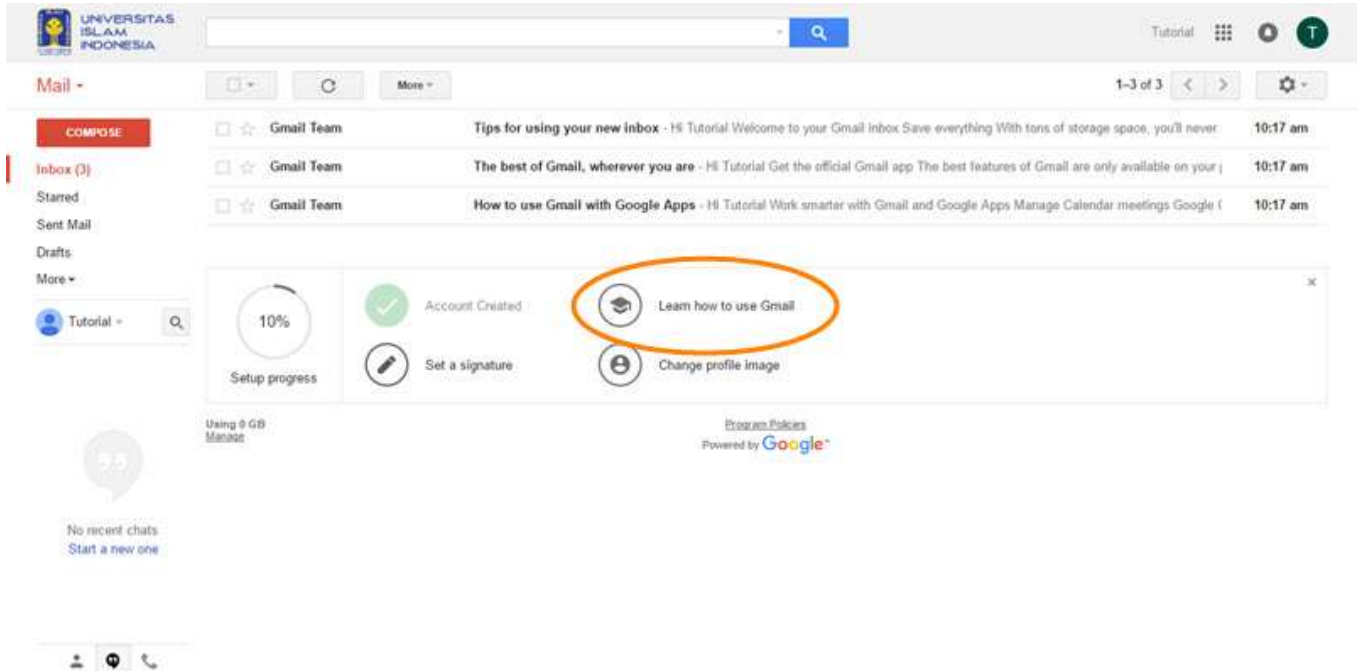 UNIVERSITAS
ISLAM
INDONESIA
Tutorial
T
Mail
More
1–3 of 3
COMPOSE
Gmail Team
Tips for using your new inbox - Hi Tutorial Welcome to your Gmail inbox Save everything With tons of storage space, you'll never
10:17 am
Inbox (3)
Gmail Team
The best of Gmail, wherever you are - Hi Tutorial Get the official Gmail app The best features of Gmail are only available on your
10:17 am
Starred
Gmail Team
How to use Gmail with Google Apps - Hi Tutorial Work smarter with Gmail and Google Apps Manage Calendar meetings Google
10:17 am
Sent Mail
Drafts
More
Tutorial
10%
Setup progress
Account Created
Learn how to use Gmail
Set a signature
Change profile image
Using 0 GB
Manage
Program Policies
Powered by Google™
No recent chats
Start a new one